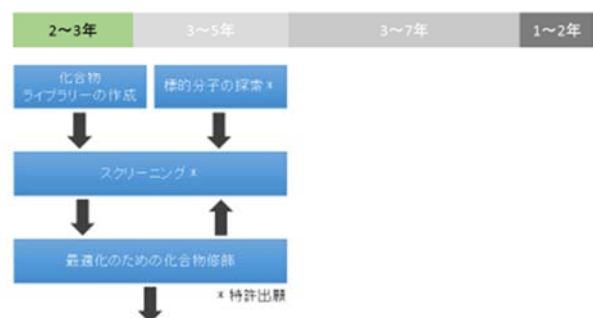 2～3年
3～5年
3～7年
1～2年
化合物
ライブラリーの作成
標的分子の探索*
スクリーニング*
最適化のための化合物修飾
* 特許出願